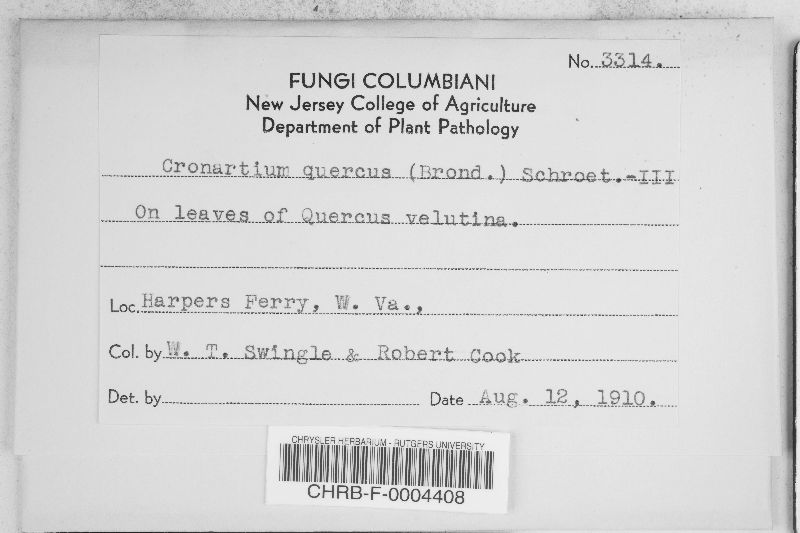 No. 3314.
FUNGI COLUMBIANI
New Jersey College of Agriculture
Department of Plant Pathology
Cronartium quercus (Brond.) Schroet.-III
On leaves of Quercus velutina.
Loc. Harpers Ferry, W. Va.,
Col. by W. T. Swingle & Robert Cook
Det. by
Date Aug. 12, 1910.
CHRYSLER HERBARIUM - RUTGERS UNIVERSITY
CHRB-F-0004408